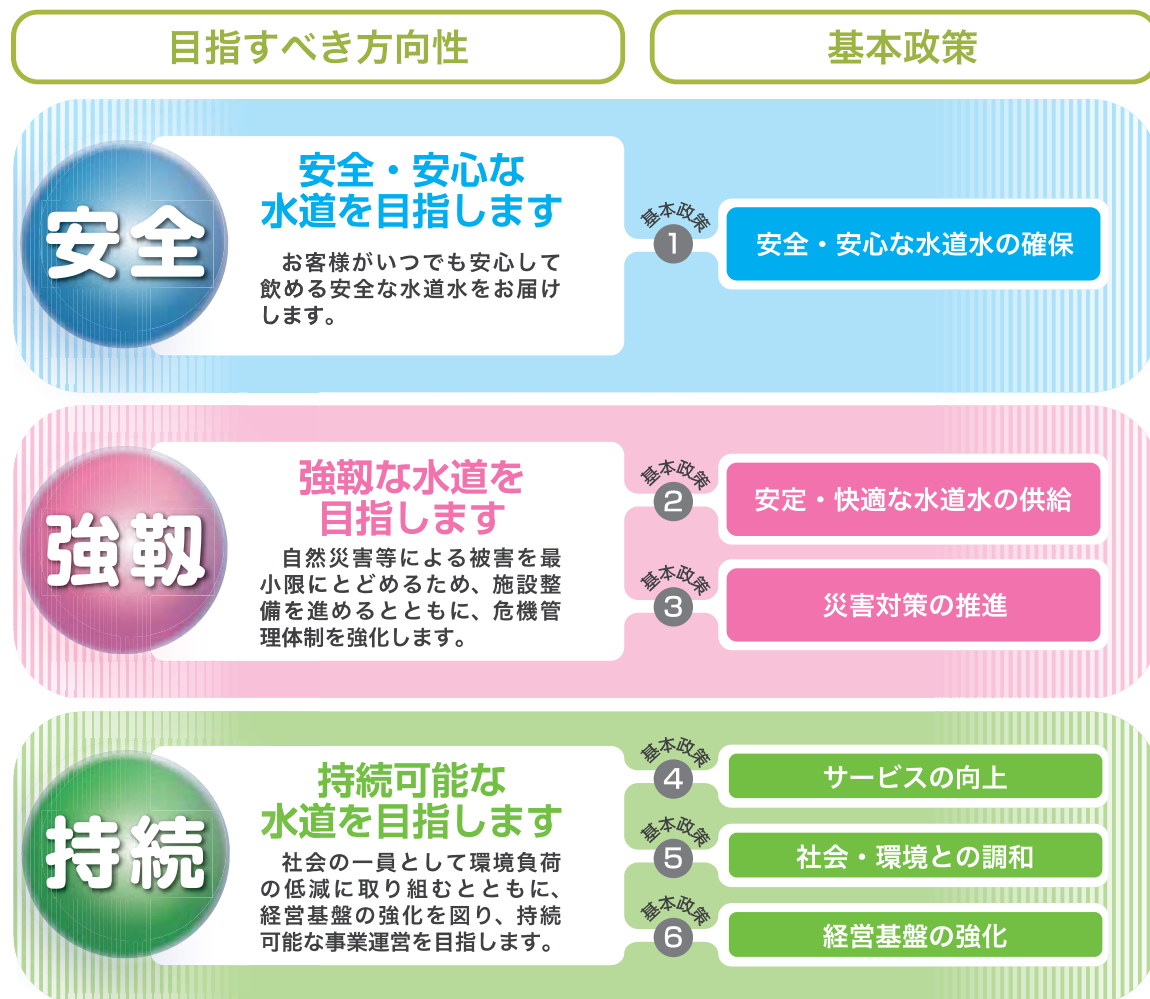 目指すべき方向性
基本政策
安全
安全・安心な
水道を目指します
お客様がいつでも安心して
飲める安全な水道水をお届け
します。
基本政策
1
安全・安心な水道水の確保
強靱
強靱な水道を
目指します
自然災害等による被害を最
小限にとどめるため、施設整
備を進めるとともに、危機管
理体制を強化します。
基本政策
2
安定・快適な水道水の供給
基本政策
3
災害対策の推進
持続
持続可能な
水道を目指します
社会の一員として環境負荷
の低減に取り組むとともに、
経営基盤の強化を図り、持続
可能な事業運営を目指します。
基本政策
4
サービスの向上
基本政策
5
社会・環境との調和
基本政策
6
経営基盤の強化